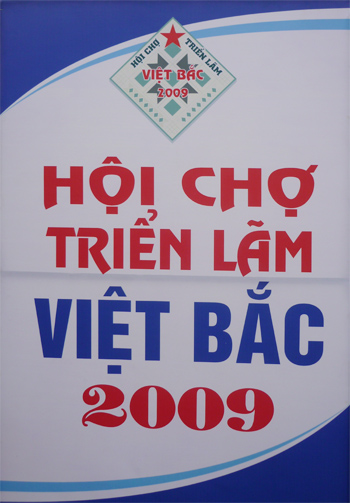 HỘI CHỢ TRIỂN LÃM
VIỆT BẮC
2009
HỘI CHỢ
TRIỂN LÃM
VIỆT BẮC
2009